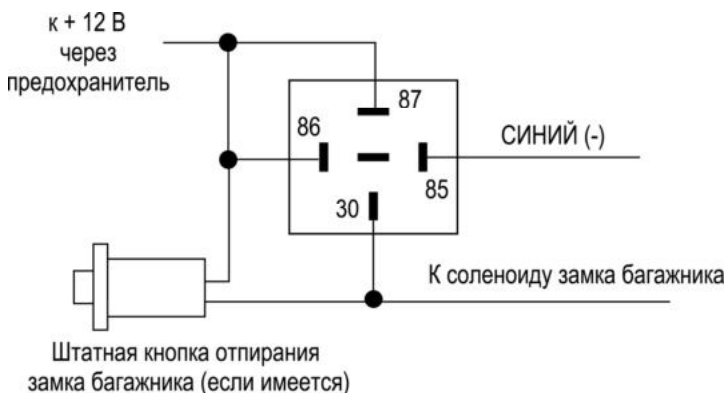 к + 12 В
через
предохранитель
87
86
СИНИЙ (-)
85
30
К соленоиду замка багажника
Штатная кнопка отпирания
замка багажника (если имеется)